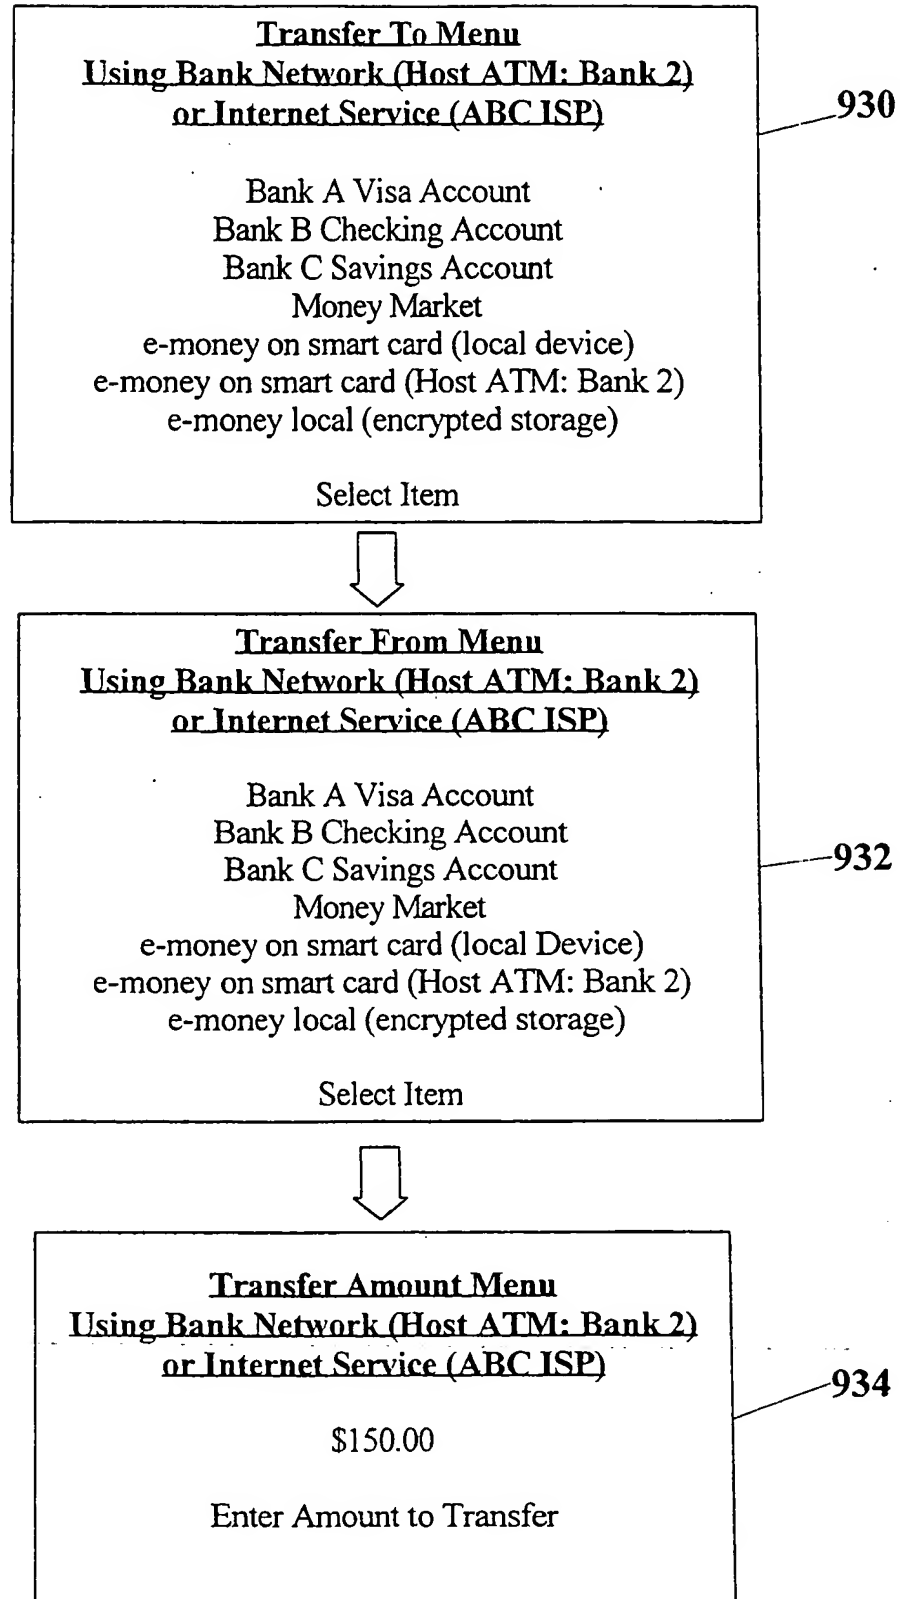 Transfer To Menu
Using Bank Network (Host ATM: Bank 2)
or Internet Service (ABC ISP)
930
Bank A Visa Account
Bank B Checking Account
Bank C Savings Account
Money Market
e-money on smart card (local device)
e-money on smart card (Host ATM: Bank 2)
e-money local (encrypted storage)
Select Item
Transfer From Menu
Using Bank Network (Host ATM: Bank 2)
or Internet Service (ABC ISP)
Bank A Visa Account
Bank B Checking Account
932
Bank C Savings Account
Money Market
e-money on smart card (local Device)
e-money on smart card (Host ATM: Bank 2)
e-money local (encrypted storage)
Select Item
Transfer Amount Menu
Using Bank Network (Host ATM: Bank 2)
or Internet Service (ABC ISP)
934
$150.00
Enter Amount to Transfer